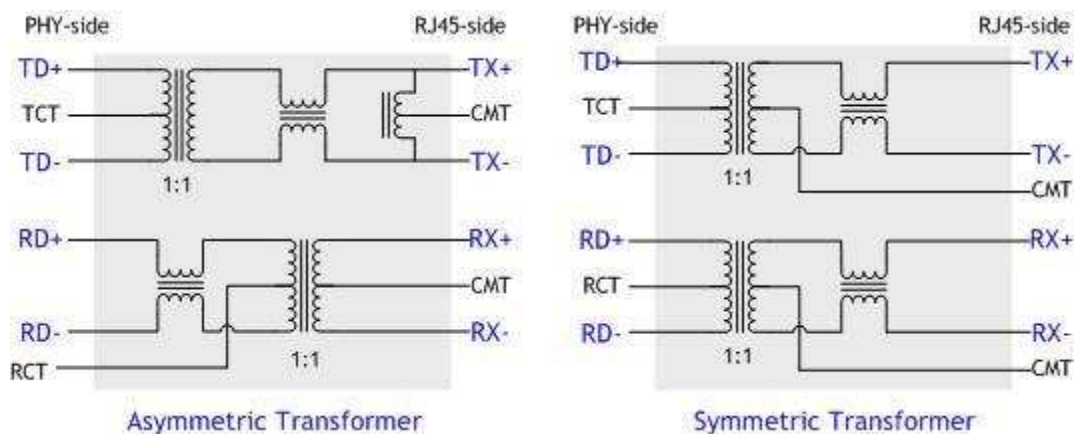 PHY-side
RJ45-side
TD+
TX+
TCT
CMT
TD-
TX-
1:1
RD+
RX+
CMT
RD-
RX-
RCT
1:1
Asymmetric Transformer
PHY-side
RJ45-side
TD+
TX+
TCT
TD-
TX-
1:1
CMT
RD+
RX+
RCT
RD-
RX-
1:1
CMT
Symmetric Transformer